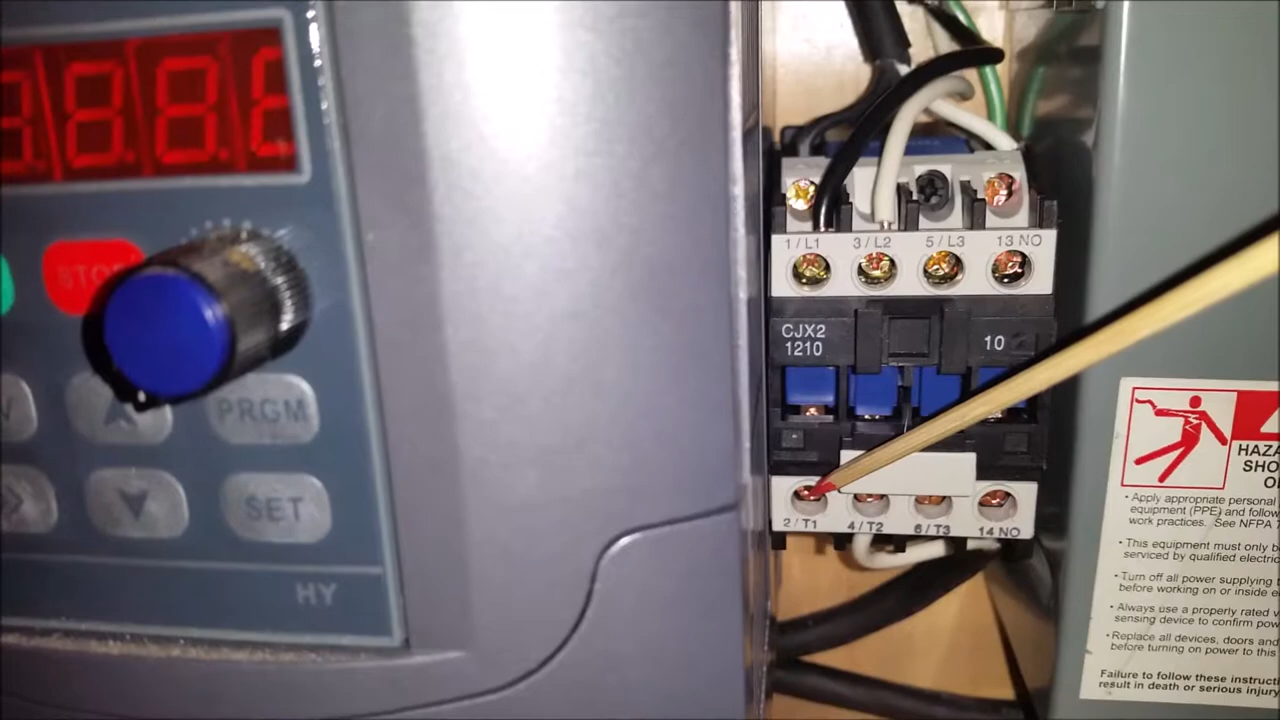 STOP
PRGM
SET
HY
1/L1 3/L2 5/L3 13 NO
CJX2
1210
10
2/T1 4/T2 6/T3 14 NO
HAZA
SHO
• Apply appropriate personal
equipment (PPE) and follow
work practices. See NFPA
• This equipment must only b
serviced by qualified electric
• Turn off all power supplying
before working on or inside e
• Always use a properly rated v
sensing device to confirm pow
• Replace all devices, doors and
before turning on power to this
Failure to follow these instruct
result in death or serious injury